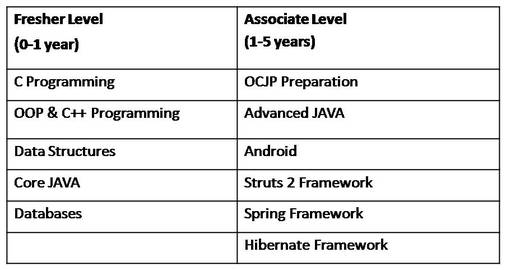 Fresher Level Associate Level
(0-1 year) (1-5 years)
C Programming OCJP Preparation
OOP & C++ Programming Advanced JAVA
Data Structures Android
Core JAVA Struts 2 Framework
Databases Spring Framework
Hibernate Framework